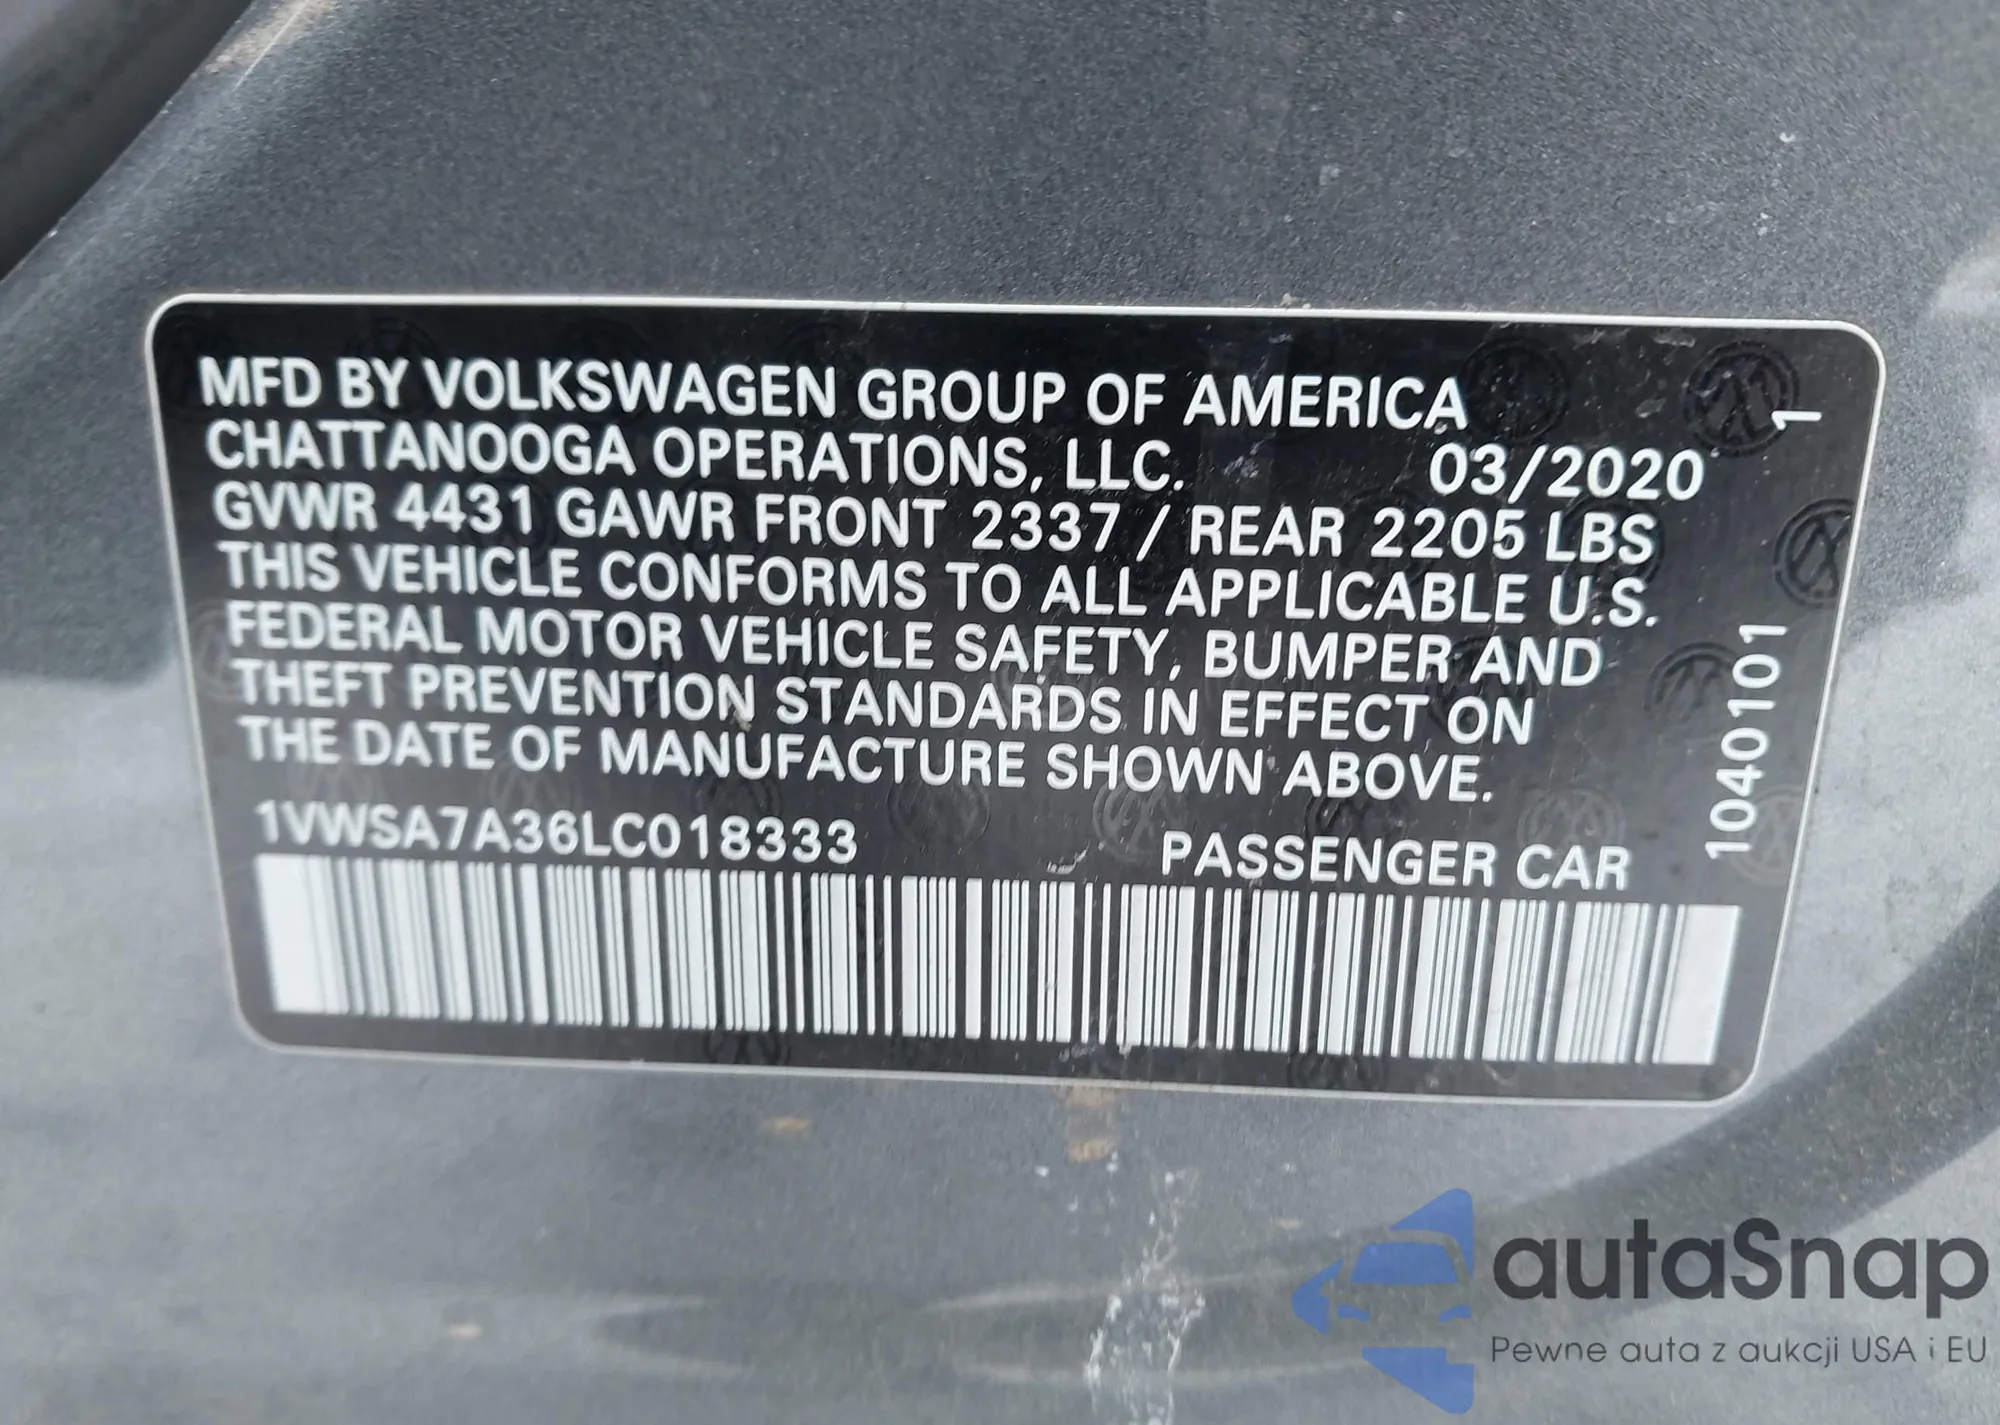 MFD BY VOLKSWAGEN GROUP OF AMERICA
CHATTANOOGA OPERATIONS, LLC. 03/2020
GVWR 4431 GAWR FRONT 2337 / REAR 2205 LBS
THIS VEHICLE CONFORMS TO ALL APPLICABLE U.S.
FEDERAL MOTOR VEHICLE SAFETY, BUMPER AND
THEFT PREVENTION STANDARDS IN EFFECT ON
THE DATE OF MANUFACTURE SHOWN ABOVE.
1VWSA7A36LC018333 PASSENGER CAR
1040101 1
autaSnap
Pewne auta z aukcji USA i EU